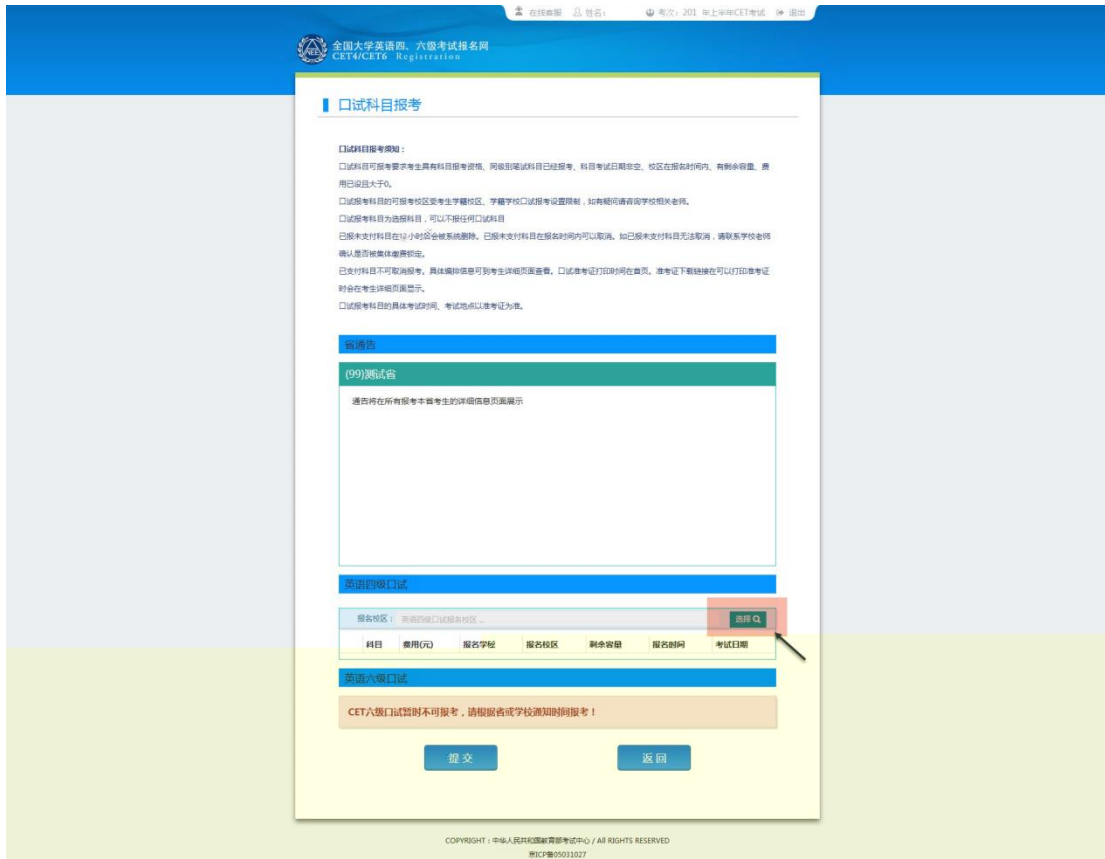 在线客服 姓名： 考次：201 年上半年CET考试 退出
全国大学英语四、六级考试报名网
CET4/CET6 Registration
口试科目报考
口试科目报考须知：
口试科目可报考要求考生具有科目报考资格、同级别笔试科目已经报考、科目考试日期非空、校区在报名时间内、有剩余容量、费
用已设且大于0。
口试报考科目的可报考校区受考生学籍校区、学籍学校口试报考设置限制，如有疑问请咨询学校相关老师。
口试报考科目为选报科目，可以不报任何口试科目
已报未支付科目在12小时后会被系统删除。已报未支付科目在报名时间内可以取消。如已报未支付科目无法取消，请联系学校老师
确认是否被集体缴费锁定。
已支付科目不可取消报考。具体编排信息可到考生详细页面查看。口试准考证打印时间在首页。准考证下载链接在可以打印准考证
时会在考生详细页面显示。
口试报考科目的具体考试时间、考试地点以准考证为准。
省通告
(99)测试省
通告将在所有报考本省考生的详细信息页面展示
英语四级口试
报名校区： 英语四级口试报名校区 .. 选择
科目 费用(元) 报名学校 报名校区 剩余容量 报名时间 考试日期
英语六级口试
CET六级口试暂时不可报考，请根据省或学校通知时间报考！
提 交 返 回
COPYRIGHT：中华人民共和国教育部考试中心 / All RIGHTS RESERVED
京ICP备05031027